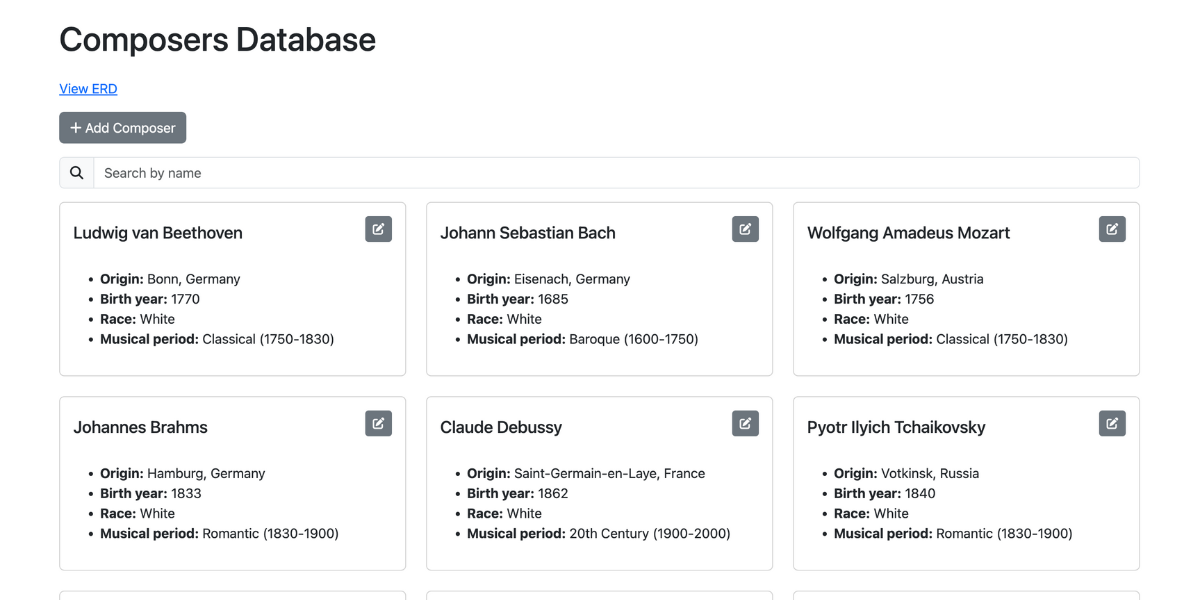 Composers Database
View ERD
+ Add Composer
Search by name
Ludwig van Beethoven
• Origin: Bonn, Germany
• Birth year: 1770
• Race: White
• Musical period: Classical (1750-1830)
Johann Sebastian Bach
• Origin: Eisenach, Germany
• Birth year: 1685
• Race: White
• Musical period: Baroque (1600-1750)
Wolfgang Amadeus Mozart
• Origin: Salzburg, Austria
• Birth year: 1756
• Race: White
• Musical period: Classical (1750-1830)
Johannes Brahms
• Origin: Hamburg, Germany
• Birth year: 1833
• Race: White
• Musical period: Romantic (1830-1900)
Claude Debussy
• Origin: Saint-Germain-en-Laye, France
• Birth year: 1862
• Race: White
• Musical period: 20th Century (1900-2000)
Pyotr Ilyich Tchaikovsky
• Origin: Votkinsk, Russia
• Birth year: 1840
• Race: White
• Musical period: Romantic (1830-1900)